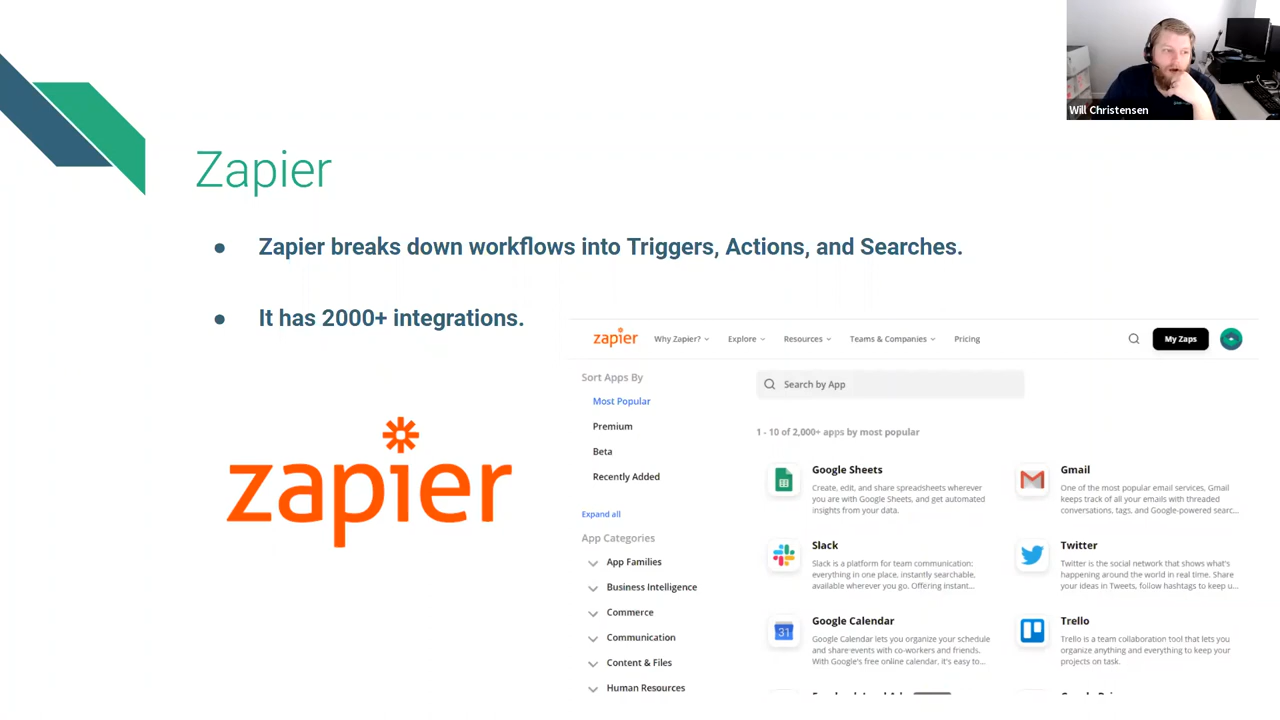 Will Christensen
Zapier
● Zapier breaks down workflows into Triggers, Actions, and Searches.
● It has 2000+ integrations.
zapier
zapier Why Zapier? Explore Resources Teams & Companies Pricing My Zaps
Sort Apps By
Most Popular
Premium
Beta
Recently Added
Expand all
App Categories
App Families
Business Intelligence
Commerce
Communication
Content & Files
Human Resources
Search by App
1 - 10 of 2,000+ apps by most popular
Google Sheets
Create, edit, and share spreadsheets wherever
you are with Google Sheets, and get automated
insights from your data.
Gmail
One of the most popular email services, Gmail
keeps track of all your emails with threaded
conversations, tags, and Google-powered searc...
Slack
Slack is a platform for team communication:
everything in one place, instantly searchable,
available wherever you go. Offering instant...
Twitter
Twitter is the social network that shows what's
happening around the world in real time. Share
your ideas in Tweets, follow hashtags to keep u...
31
Google Calendar
Google Calendar lets you organize your schedule
and share events with co-workers and friends.
With Google's free online calendar, it's easy to...
Trello
Trello is a team collaboration tool that lets you
organize anything and everything to keep your
projects on task.